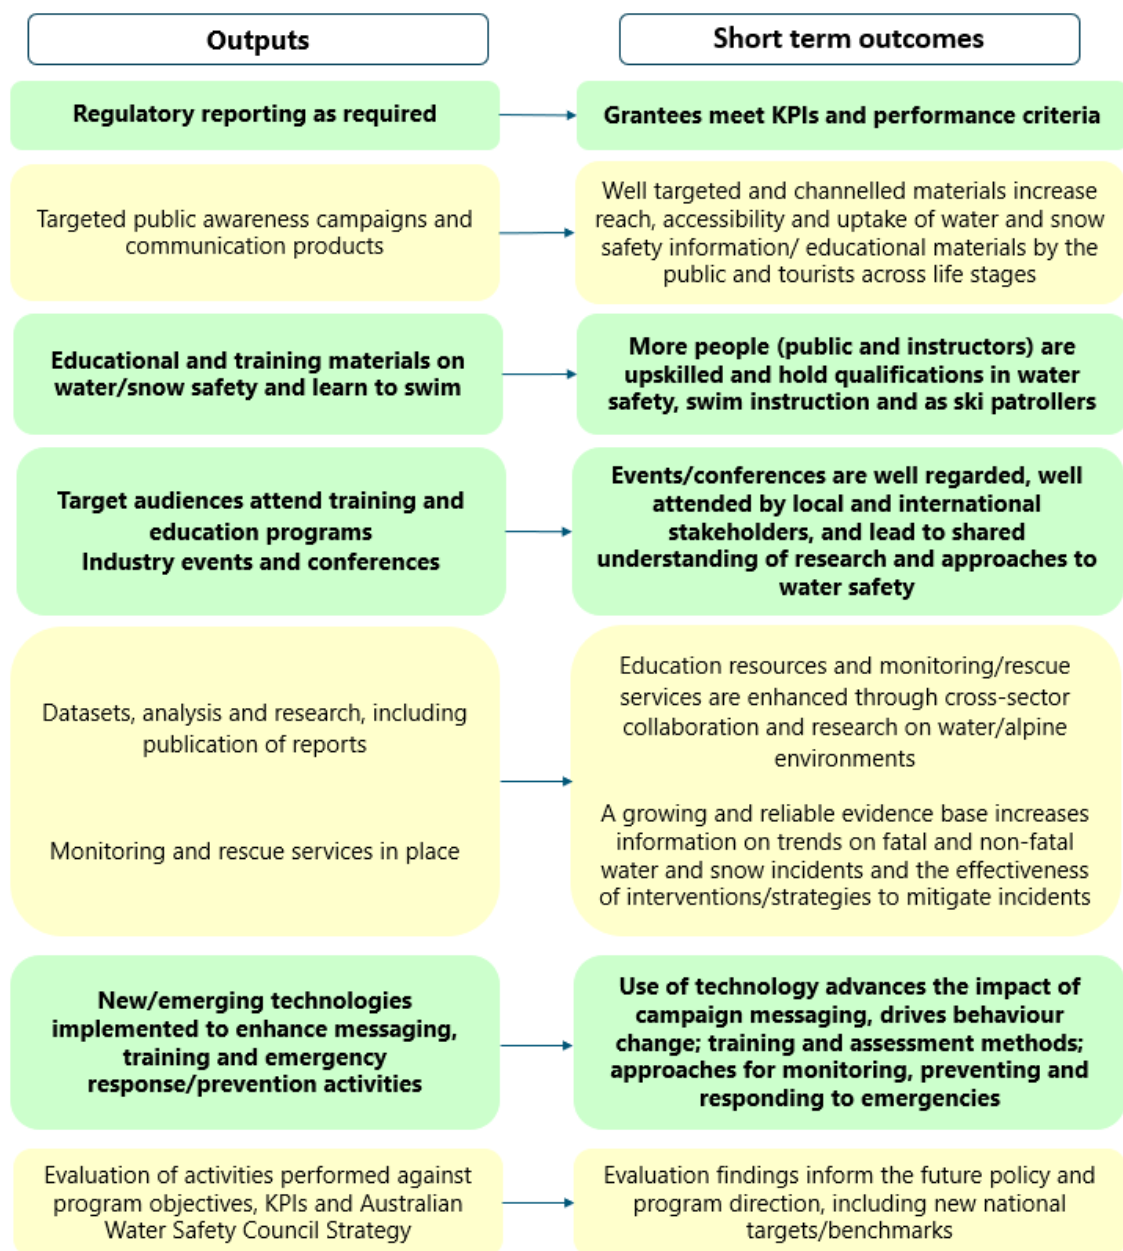 Outputs
Short term outcomes
Regulatory reporting as required
Grantees meet KPIs and performance criteria
Targeted public awareness campaigns and
communication products
Well targeted and channelled materials increase
reach, accessibility and uptake of water and snow
safety information/ educational materials by the
public and tourists across life stages
Educational and training materials on
water/snow safety and learn to swim
More people (public and instructors) are
upskilled and hold qualifications in water
safety, swim instruction and as ski patrollers
Target audiences attend training and
education programs
Industry events and conferences
Events/conferences are well regarded, well
attended by local and international
stakeholders, and lead to shared
understanding of research and approaches to
water safety
Datasets, analysis and research, including
publication of reports
Monitoring and rescue services in place
Education resources and monitoring/rescue
services are enhanced through cross-sector
collaboration and research on water/alpine
environments
A growing and reliable evidence base increases
information on trends on fatal and non-fatal
water and snow incidents and the effectiveness
of interventions/strategies to mitigate incidents
New/emerging technologies
implemented to enhance messaging,
training and emergency
response/prevention activities
Use of technology advances the impact of
campaign messaging, drives behaviour
change; training and assessment methods;
approaches for monitoring, preventing and
responding to emergencies
Evaluation of activities performed against
program objectives, KPIs and Australian
Water Safety Council Strategy
Evaluation findings inform the future policy and
program direction, including new national
targets/benchmarks